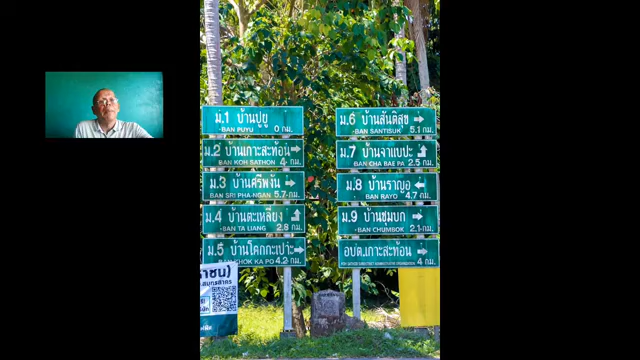 ม.1 บ้านปูยู
BAN PUYU 0 กม.
ม.2 บ้านเกาะสะท้อน
BAN KOH SATHON 4 กม.
ม.3 บ้านศรีพงัน
BAN SRI PHA-NGAN 5.7 กม.
ม.4 บ้านตะเหลี่ยง
BAN TA LIANG 2.8 กม.
ม.5 บ้านโคกกะเปาะ
BAN KHOK KA PO 4.2 กม.
ม.6 บ้านสันติสุข
BAN SANTISUK 5.1 กม.
ม.7 บ้านจาแบปะ
BAN CHA BAE PA 2.5 กม.
ม.8 บ้านราญอ
BAN RAYO 4.7 กม.
ม.9 บ้านชุมบก
BAN CHUMBOK 2.1 กม.
อบต.เกาะสะท้อน
4 กม.